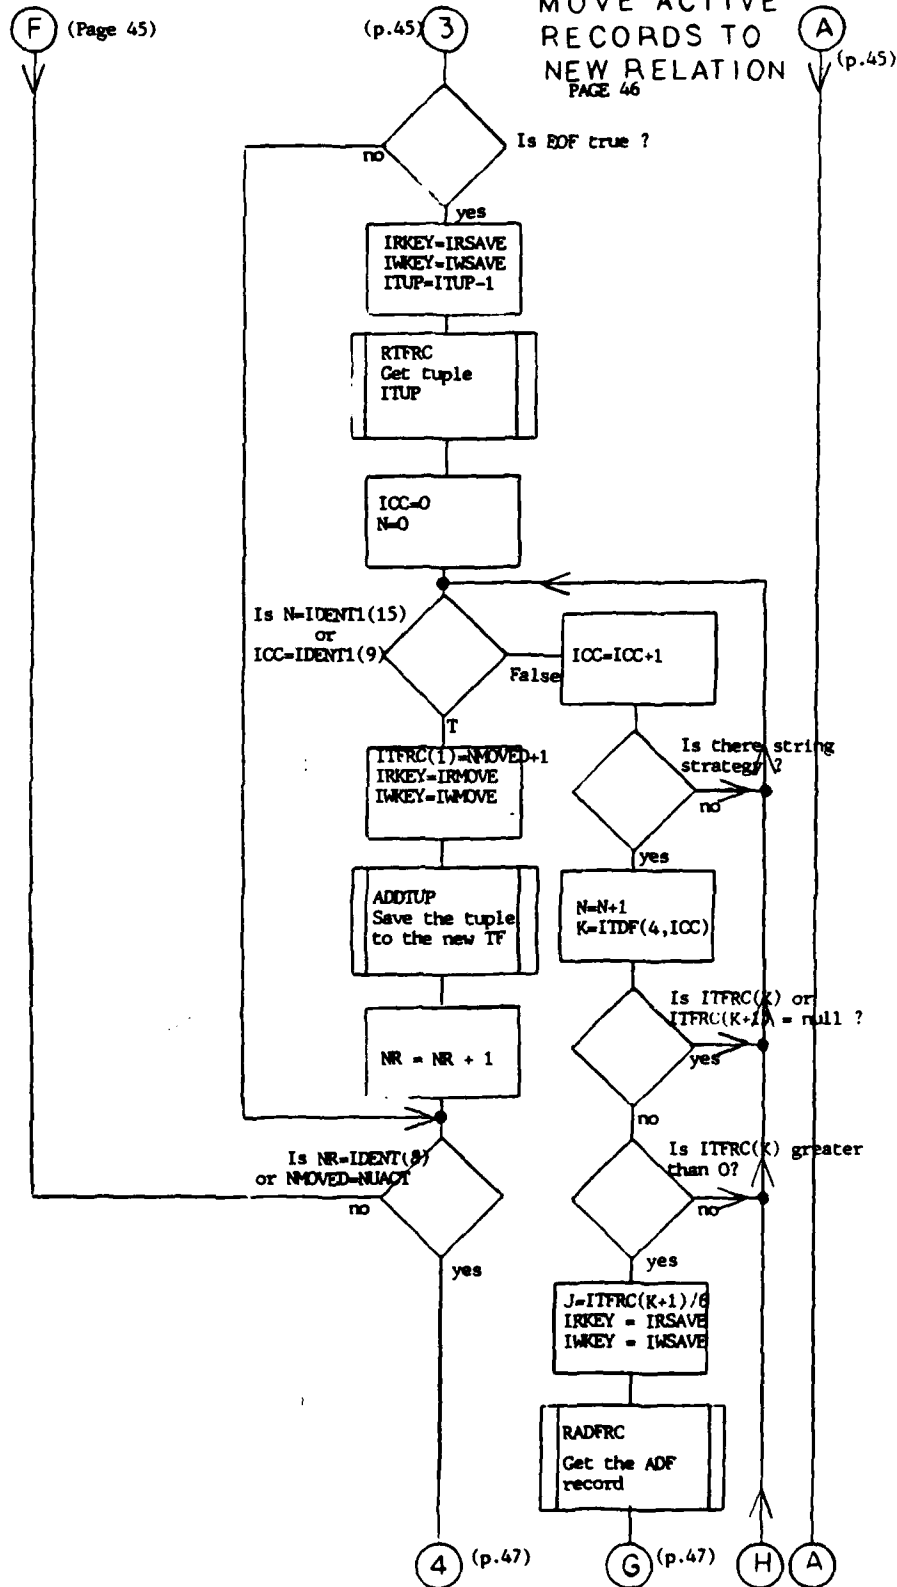 F (Page 45)
(p.45) 3
MOVE ACTIVE
RECORDS TO
NEW RELATION
PAGE 46
A
(p.45)
Is EOF true ?
no
yes
IRKEY=IRSAVE
IWKEY=IWSAVE
ITUP=ITUP-1
RTFRC
Get tuple
ITUP
ICC=0
N=0
Is N=IDENT1(15)
or
ICC=IDENT1(9)
False
ICC=ICC+1
T
ITFRC(1)=NMOVED+1
IRKEY=IRMOVE
IWKEY=IWMOVE
Is there string
strategy ?
no
yes
ADDTUP
Save the tuple
to the new TF
N=N+1
K=ITDF(4,ICC)
Is ITFRC(K) or
ITFRC(K+1) = null ?
yes
no
NR = NR + 1
Is NR=IDENT(8)
or NMOVED=NUACT
no
yes
Is ITFRC(K) greater
than 0?
no
yes
J=ITFRC(K+1)/6
IRKEY = IRSAVE
IWKEY = IWSAVE
RADFRC
Get the ADF
record
4 (p.47)
G (p.47)
H
A